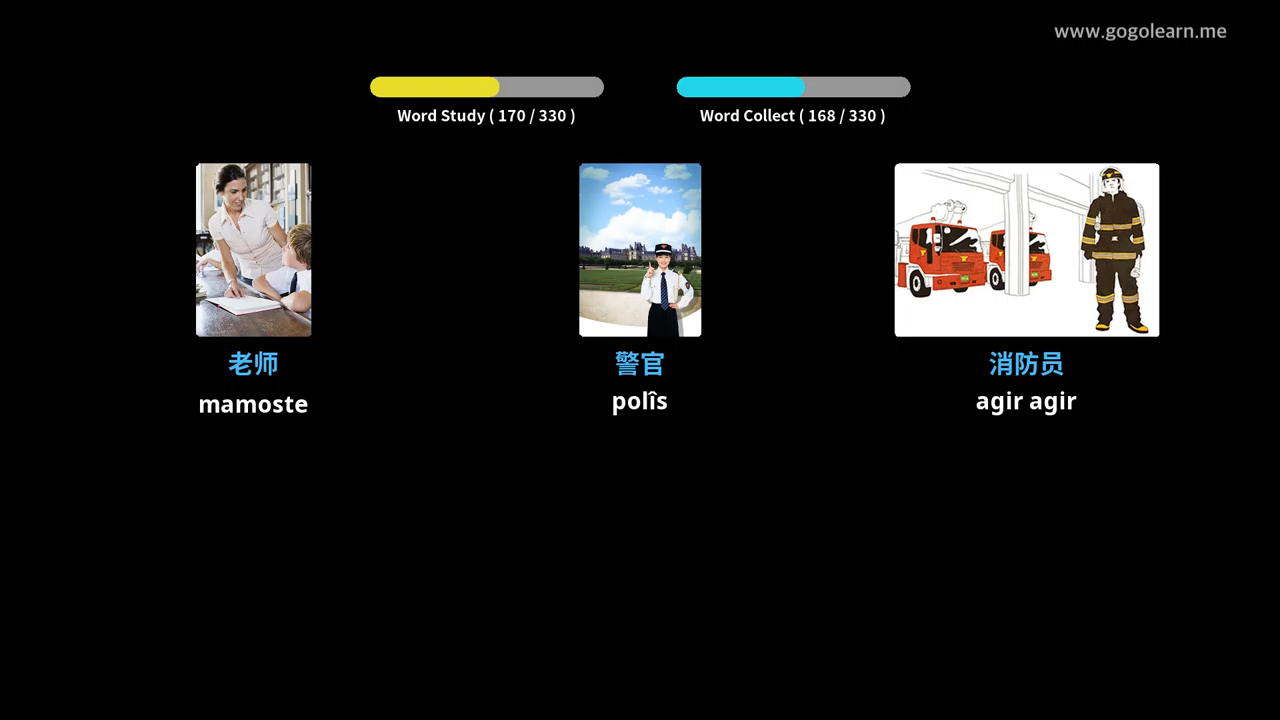 www.gogolearn.me
Word Study ( 170 / 330 )
Word Collect ( 168 / 330 )
老师
警官
消防员
mamoste
polîs
agir agir